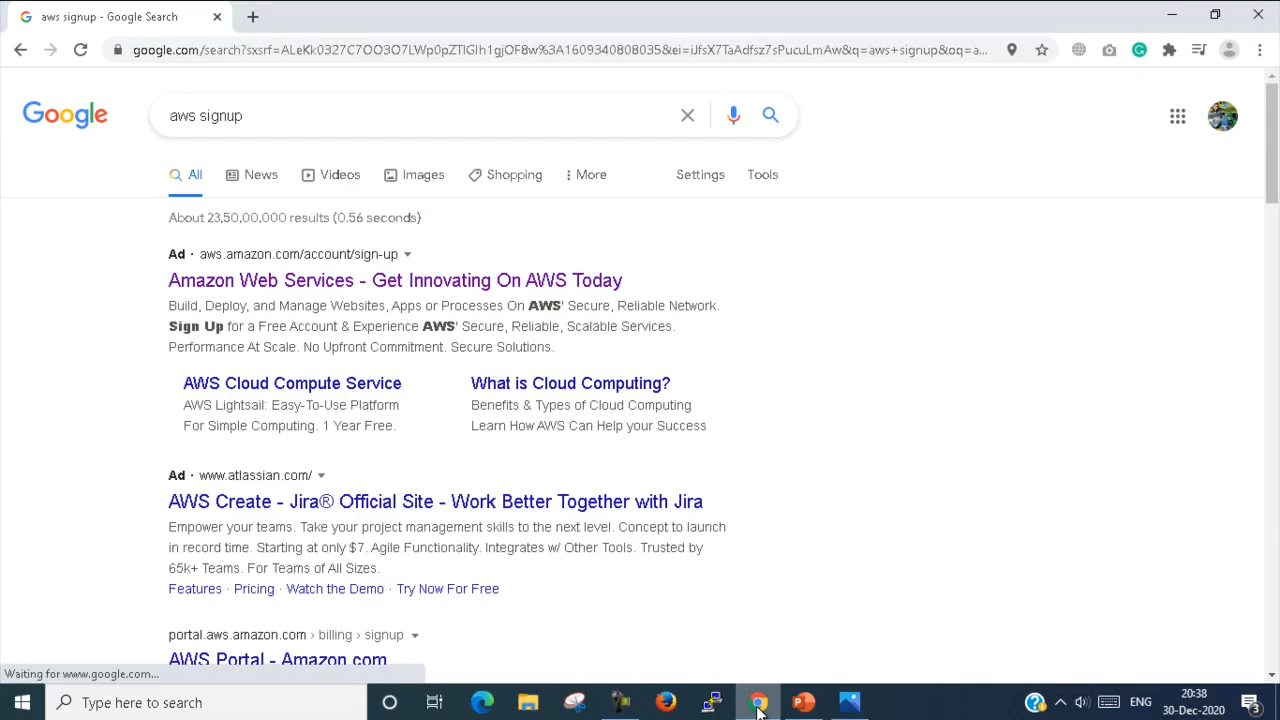 aws signup - Google Search
google.com/search?sxsrf=ALeKk0327C7OO3O7LWp0pZTlGlh1gjOF8w%3A1609340808035&ei=iJfsX7TaAdfsz7sPucuLmAw&q=aws+signup&oq=a...
Google
aws signup
All News Videos Images Shopping More Settings Tools
About 23,50,00,000 results (0.56 seconds)
Ad · aws.amazon.com/account/sign-up
Amazon Web Services - Get Innovating On AWS Today
Build, Deploy, and Manage Websites, Apps or Processes On AWS' Secure, Reliable Network.
Sign Up for a Free Account & Experience AWS' Secure, Reliable, Scalable Services.
Performance At Scale. No Upfront Commitment. Secure Solutions.
AWS Cloud Compute Service What is Cloud Computing?
AWS Lightsail: Easy-To-Use Platform Benefits & Types of Cloud Computing
For Simple Computing. 1 Year Free. Learn How AWS Can Help your Success
Ad · www.atlassian.com/
AWS Create - Jira® Official Site - Work Better Together with Jira
Empower your teams. Take your project management skills to the next level. Concept to launch
in record time. Starting at only $7. Agile Functionality. Integrates w/ Other Tools. Trusted by
65k+ Teams. For Teams of All Sizes.
Features · Pricing · Watch the Demo · Try Now For Free
portal.aws.amazon.com › billing › signup
AWS Portal - Amazon.com
Waiting for www.google.com...
Type here to search
ENG
20:38
30-Dec-2020
3